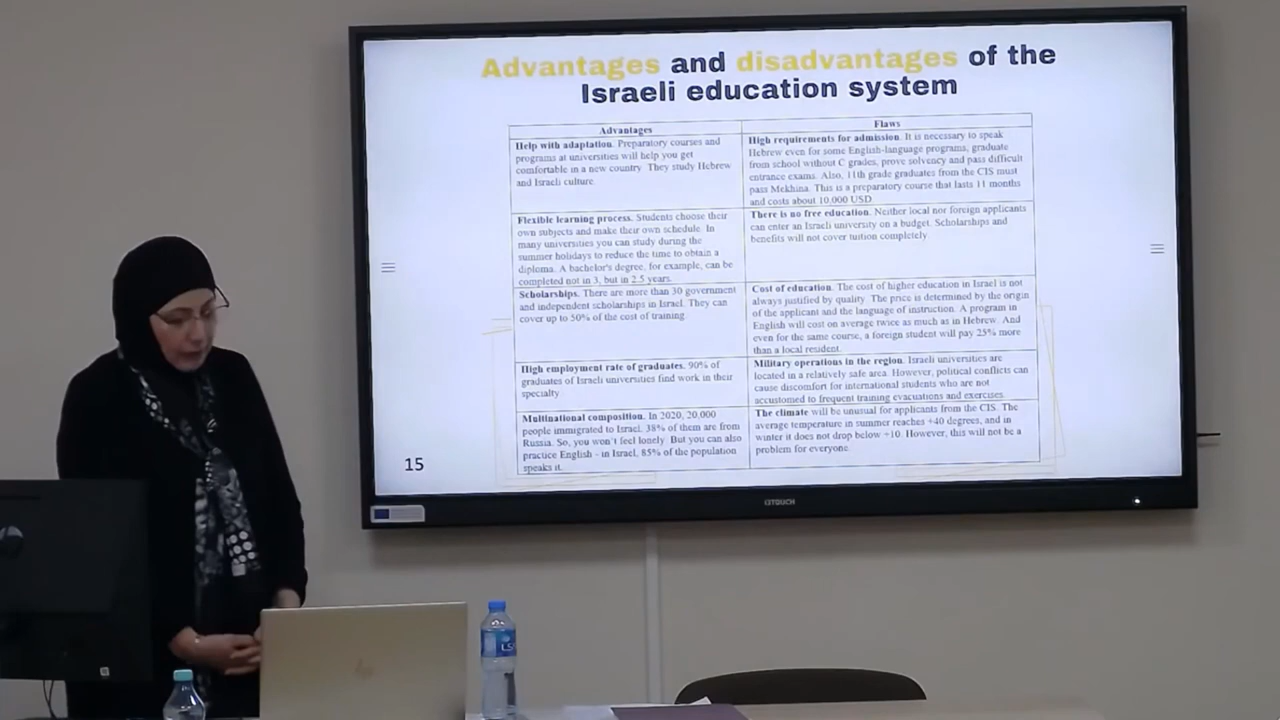 Advantages and disadvantages of the
Israeli education system
Advantages
Help with adaptation. Preparatory courses and
programs at universities will help you get
comfortable in a new country. They study Hebrew
and Israeli culture.
Flaws
High requirements for admission. It is necessary to speak
Hebrew even for some English-language programs, graduate
from school without C grades, prove solvency and pass difficult
entrance exams. Also, 11th grade graduates from the CIS must
pass Mekhina. This is a preparatory course that lasts 11 months
and costs about 10,000 USD.
Flexible learning process. Students choose their
own subjects and make their own schedule. In
many universities you can study during the
summer holidays to reduce the time to obtain a
diploma. A bachelor's degree, for example, can be
completed not in 3, but in 2.5 years.
There is no free education. Neither local nor foreign applicants
can enter an Israeli university on a budget. Scholarships and
benefits will not cover tuition completely.
Scholarships. There are more than 30 government
and independent scholarships in Israel. They can
cover up to 50% of the cost of training.
Cost of education. The cost of higher education in Israel is not
always justified by quality. The price is determined by the origin
of the applicant and the language of instruction. A program in
English will cost on average twice as much as in Hebrew. And
even for the same course, a foreign student will pay 25% more
than a local resident.
High employment rate of graduates. 90% of
graduates of Israeli universities find work in their
specialty.
Military operations in the region. Israeli universities are
located in a relatively safe area. However, political conflicts can
cause discomfort for international students who are not
accustomed to frequent training evacuations and exercises.
Multinational composition. In 2020, 20,000
people immigrated to Israel. 38% of them are from
Russia. So, you won't feel lonely. But you can also
practice English - in Israel, 85% of the population
speaks it.
The climate will be unusual for applicants from the CIS. The
average temperature in summer reaches +40 degrees, and in
winter it does not drop below +10. However, this will not be a
problem for everyone.
15
hp